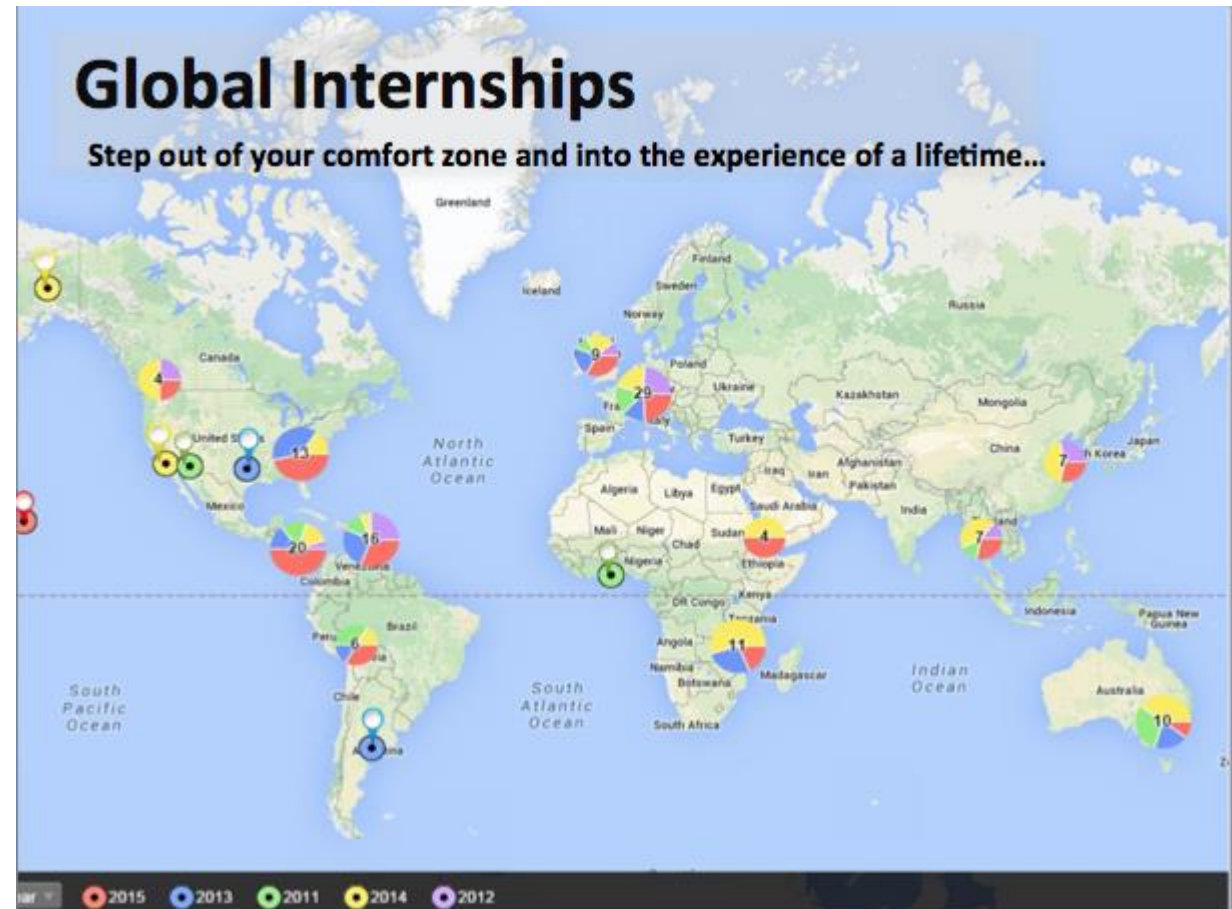 Global Internships
Step out of your comfort zone and into the experience of a lifetime...
Greenland
Finland
Iceland
Sweden
Russia
Norway
Canada
9
Poland
4
29
Ukraine
Kazakhstan
Mongolia
Fra
aly
Spain
North
Atlantic
Ocean
United S
13
Turkey
China
7
h Korea
Japan
Iraq
Iran
Afghanistan
Pakistan
Algeria
Libya
Egypt
Saudi Arabia
India
Mexico
Mali
Niger
Chad
Sudan
4
7
land
20
16
Venezuela
Nigeria
Ethiopia
Colombia
DR Congo
Kenya
Indonesia
Papua New
Guinea
Tanzania
Peru
6
Brazil
Angola
11
Namibia
Botswana
Madagascar
Indian
Ocean
South
Pacific
Ocean
Chile
South
Atlantic
Ocean
South Africa
Australia
10
2015
2013
2011
2014
2012